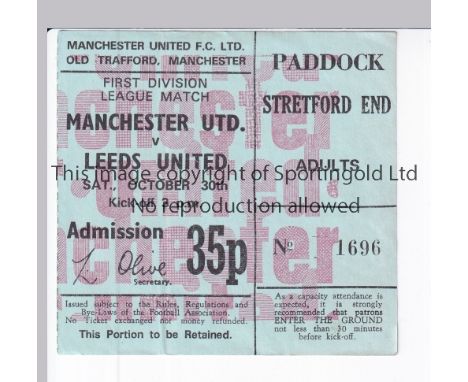 MANCHESTER UNITED F.C. LTD.
OLD TRAFFORD, MANCHESTER
FIRST DIVISION
LEAGUE MATCH
MANCHESTER UTD.
v
LEEDS UNITED
SAT., OCTOBER 30th
Kick-off 3 p.m.
Admission 35p
L. Olive
Secretary.
Issued subject to the Rules, Regulations and
Bye-Laws of the Football Association.
No Ticket exchanged nor money refunded.
This Portion to be Retained.
PADDOCK
STRETFORD END
ADULTS
No 1696
As a capacity attendance is
expected, it is strongly
recommended that patrons
ENTER THE GROUND
not less than 30 minutes
before kick-off.
This image copyright of Sportingold Ltd
No reproduction allowed